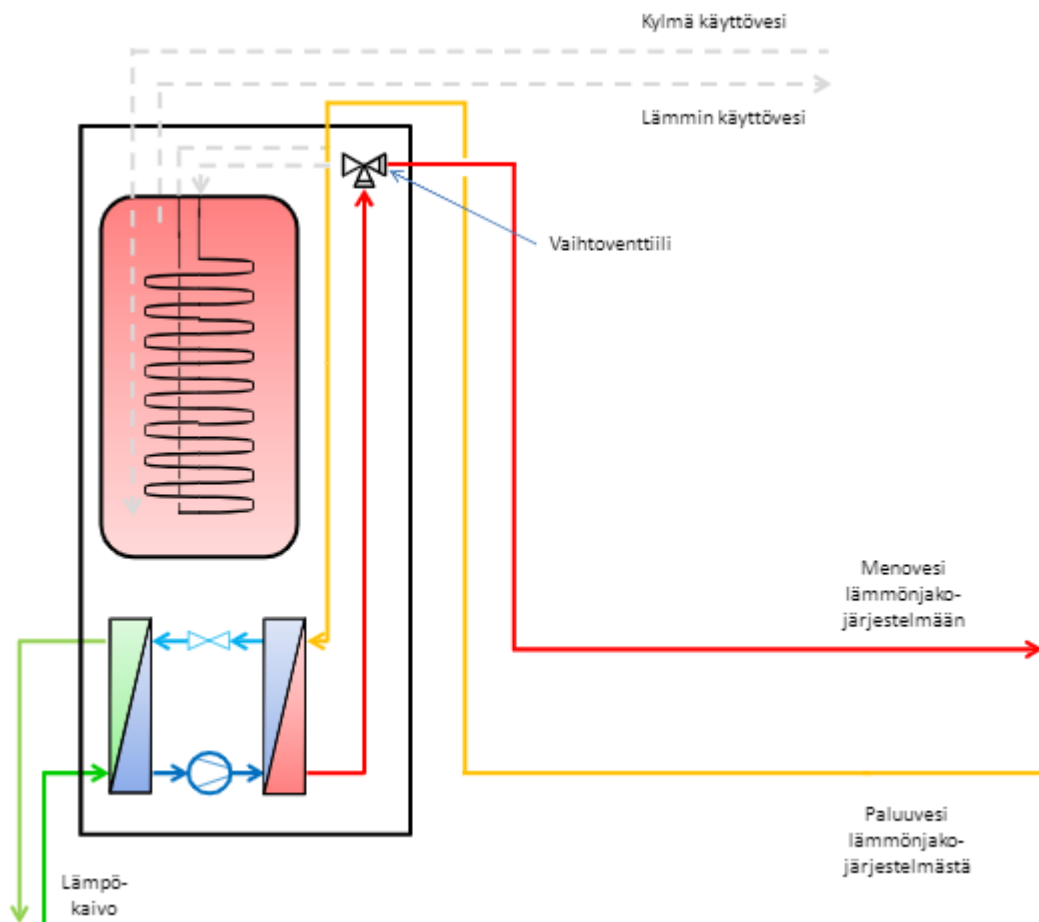 Kylmä käyttövesi
Lämmin käyttövesi
Vaihtoventtiili
Menovesi
lämmönjako-
järjestelmään
Paluuvesi
lämmönjako-
järjestelmästä
Lämpö-
kaivo